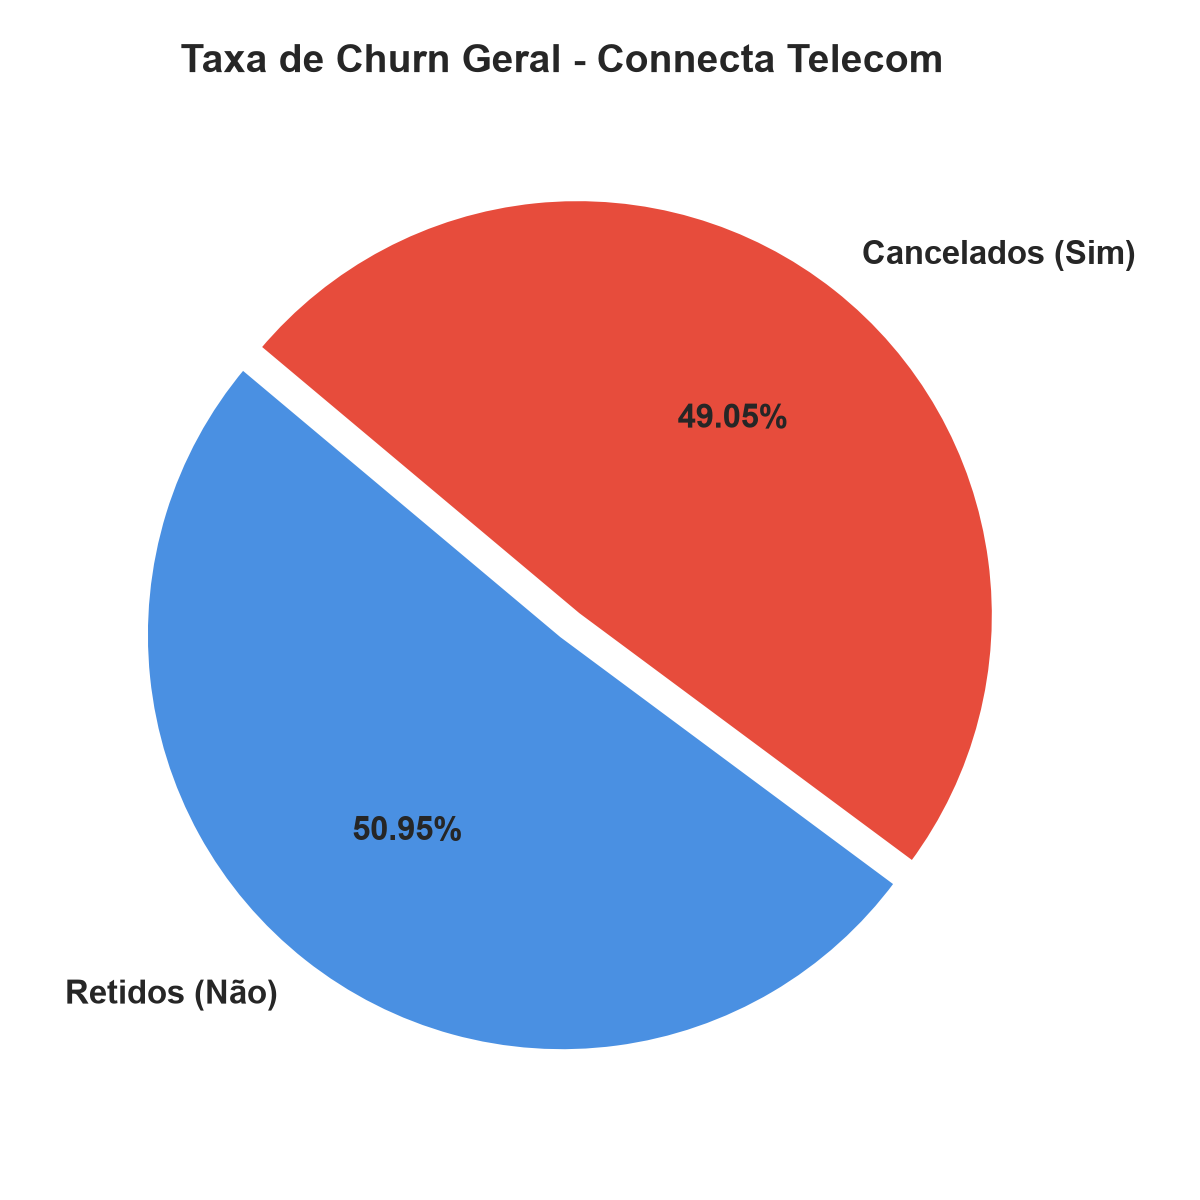 Taxa de Churn Geral - Connecta Telecom
Cancelados (Sim)
49.05%
50.95%
Retidos (Não)